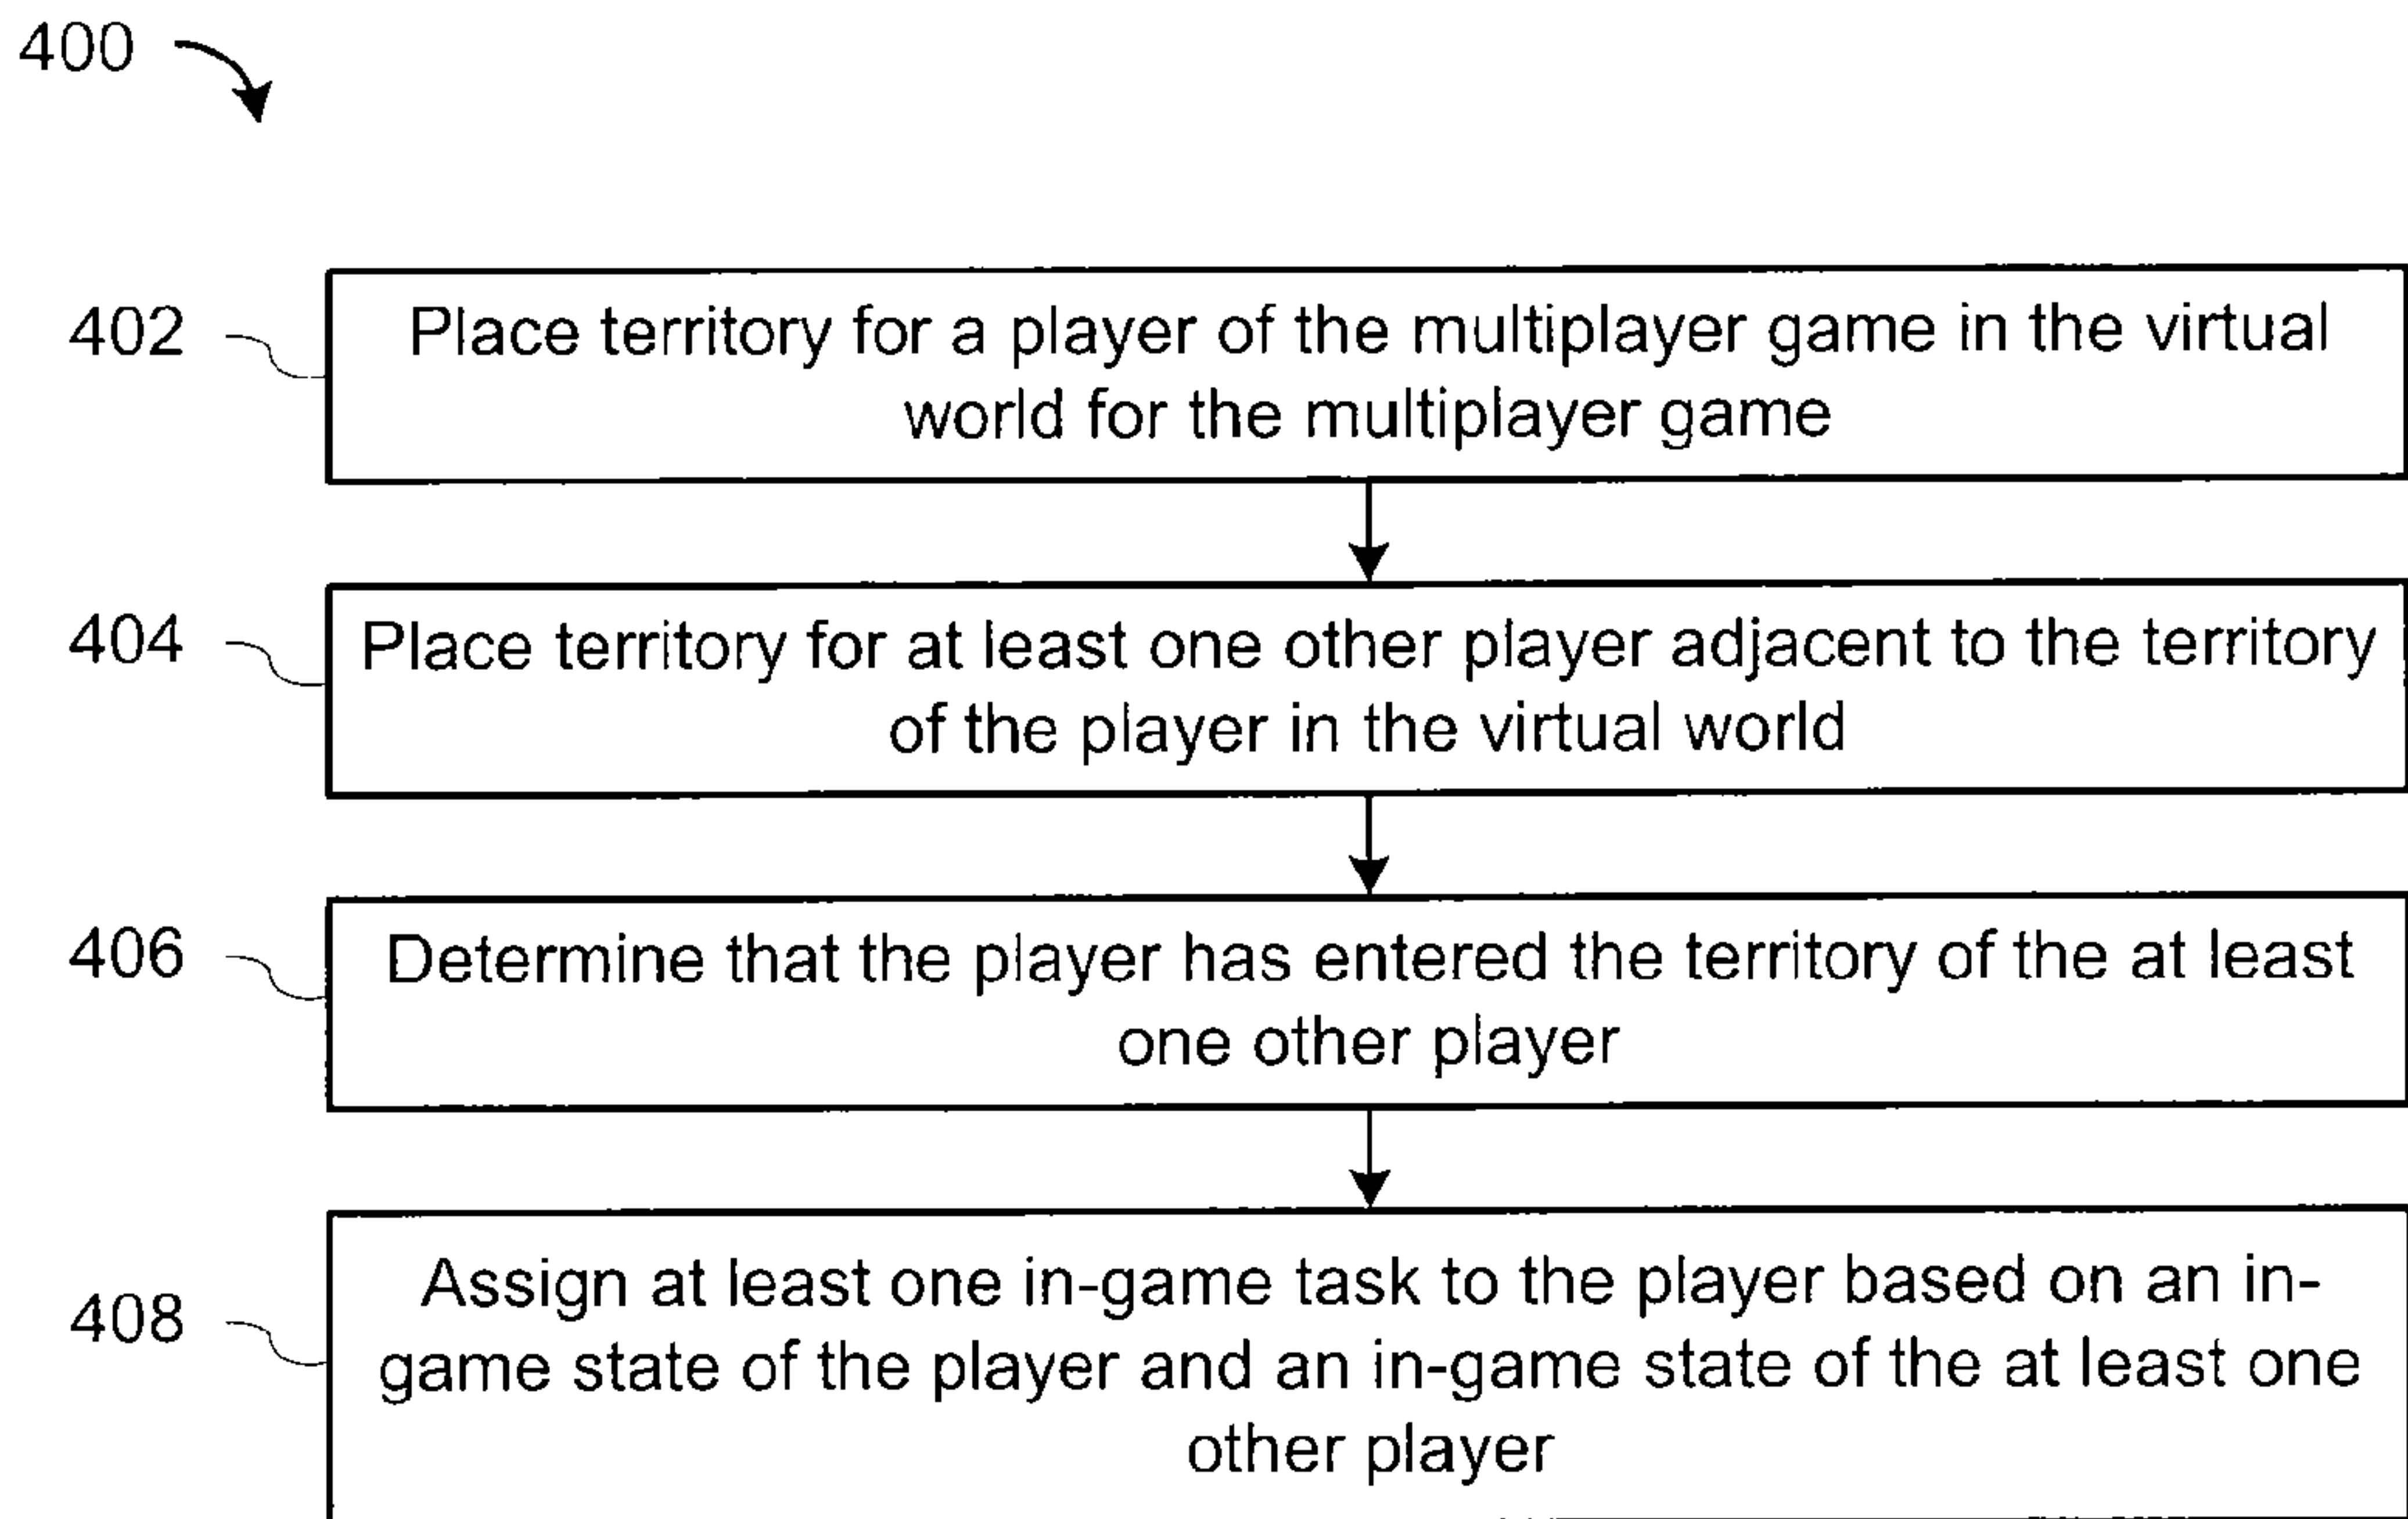 400
402
Place territory for a player of the multiplayer game in the virtual
world for the multiplayer game
404
Place territory for at least one other player adjacent to the territory
of the player in the virtual world
406
Determine that the player has entered the territory of the at least
one other player
408
Assign at least one in-game task to the player based on an in-
game state of the player and an in-game state of the at least one
other player